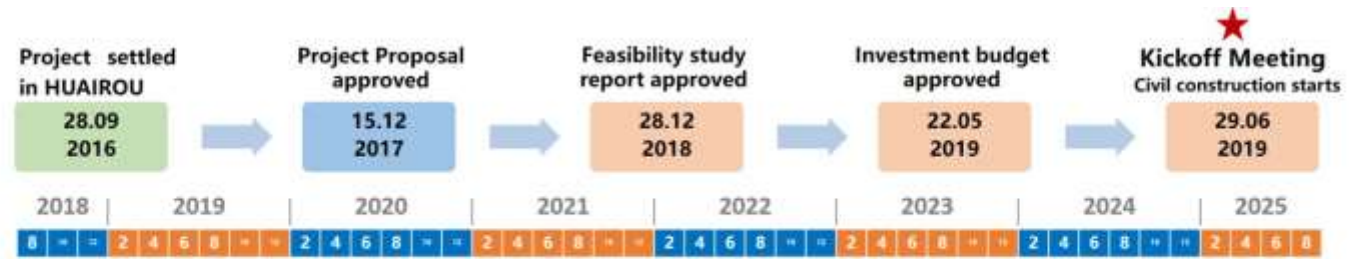 Project settled
in HUAIROU
28.09
2016
Project Proposal
approved
15.12
2017
Feasibility study
report approved
28.12
2018
Investment budget
approved
22.05
2019
Kickoff Meeting
Civil construction starts
29.06
2019
2018 2019 2020 2021 2022 2023 2024 2025
8 2 4 6 8 2 4 6 8 2 4 6 8 2 4 6 8 2 4 6 8 2 4 6 8 2 4 6 8